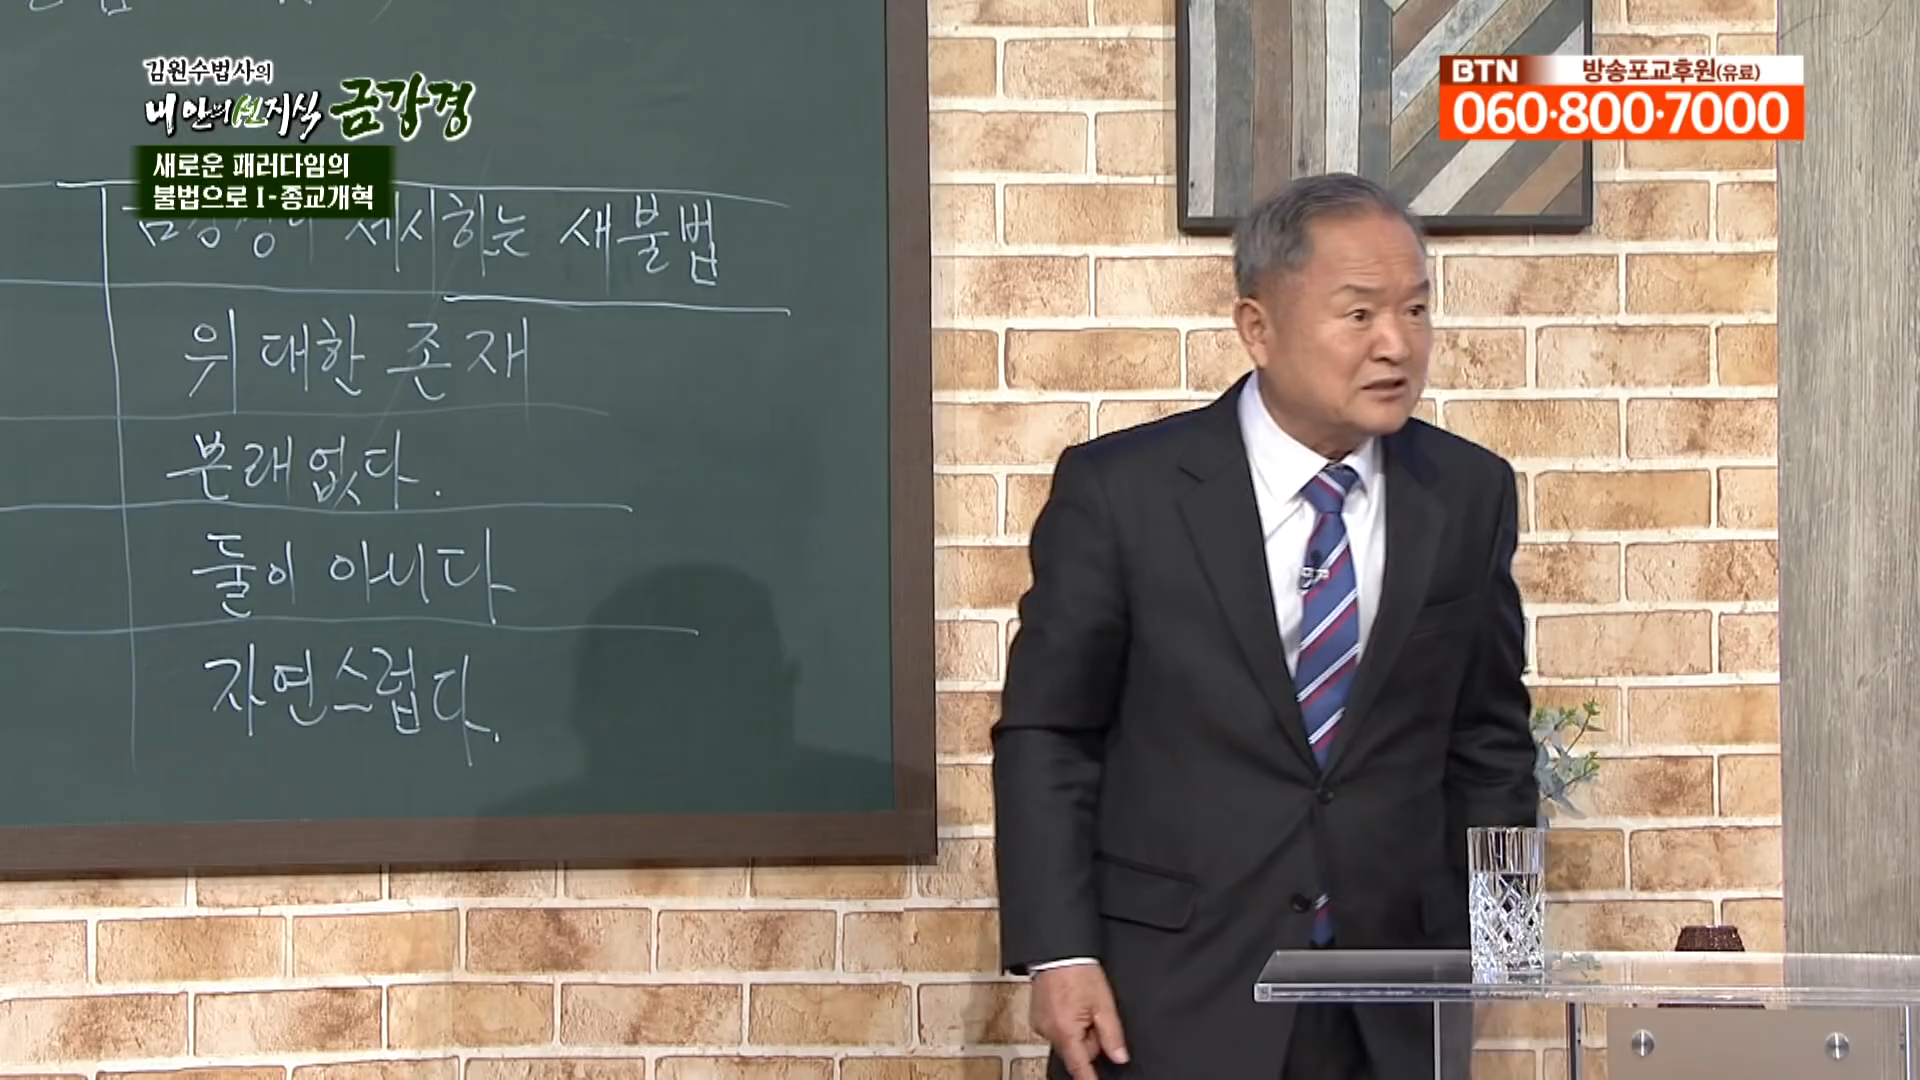 김원수법사의
내 안의 선지식 금강경
새로운 패러다임의
불법으로 I - 종교개혁
BTN 방송포교후원(유료)
060·800·7000
제시하는 새불법
위대한 존재
본래없다.
둘이 아니다
자연스럽다.